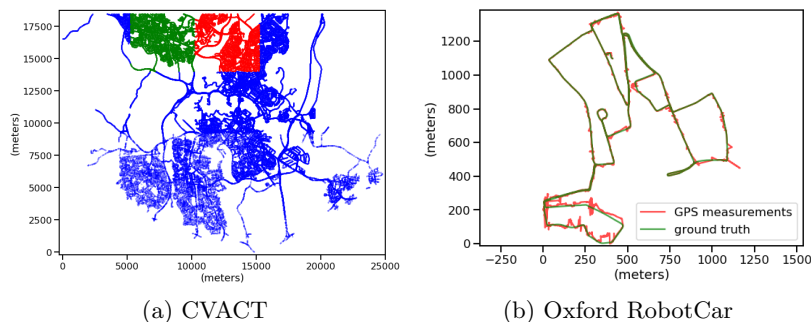 17500
15000
12500
10000
7500
5000
2500
0
(meters)
0 5000 10000 15000 20000 25000
(meters)
(a) CVACT
1200
1000
800
600
400
200
0
(meters)
GPS measurements
ground truth
-250 0 250 500 750 1000 1250 1500
(meters)
(b) Oxford RobotCar